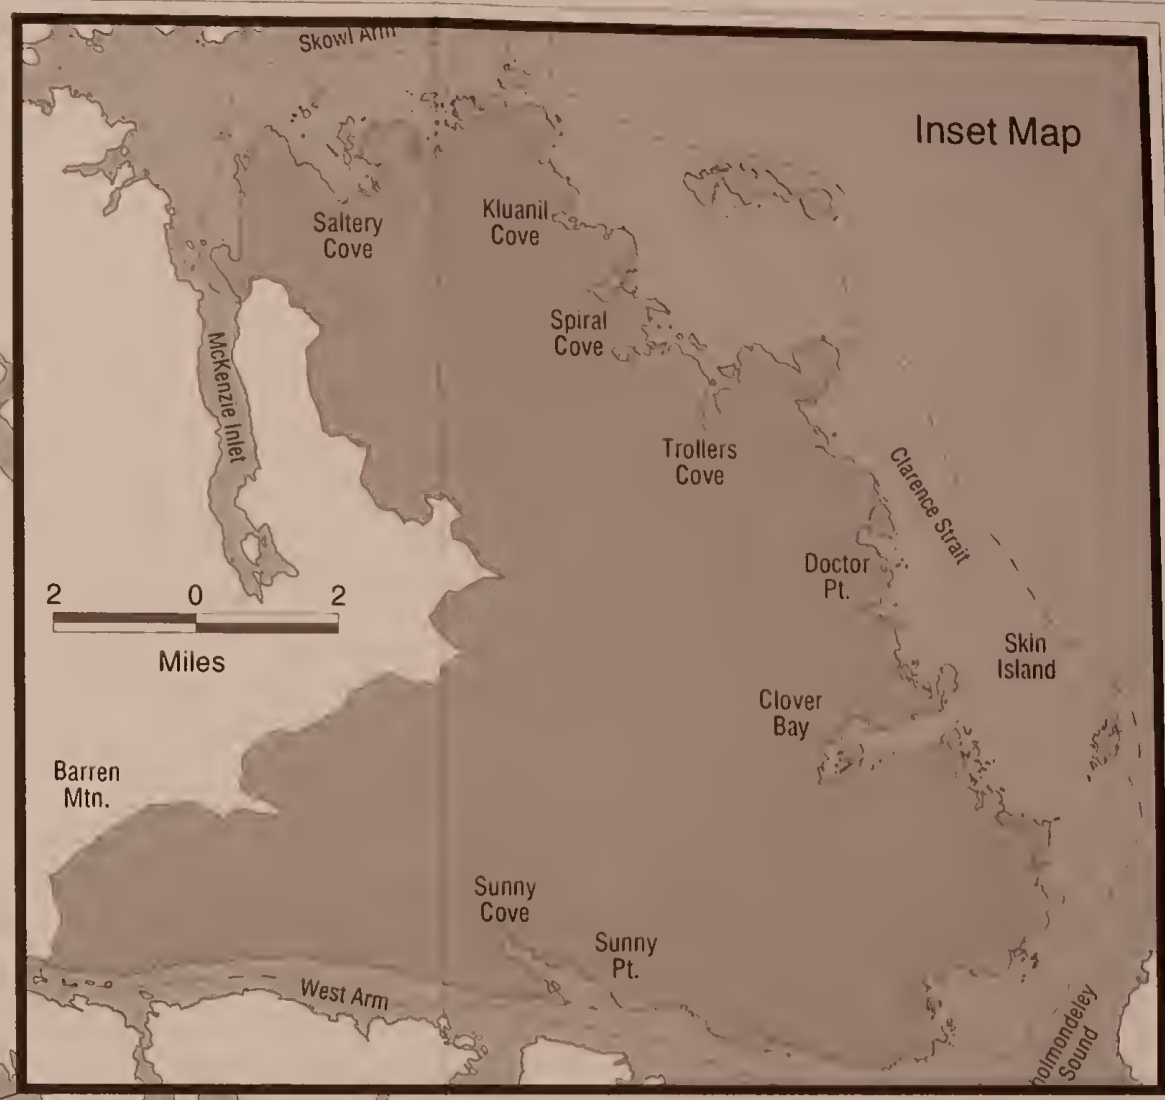 Skowl Arm
Inset Map
Saltery
Cove
Kluanil
Cove
Spiral
Cove
McKenzie Inlet
Trollers
Cove
Clarence Strait
Doctor
Pt.
2 0 2
Miles
Skin
Island
Clover
Bay
Barren
Mtn.
Sunny
Cove
Sunny
Pt.
West Arm
holmondeley
Sound